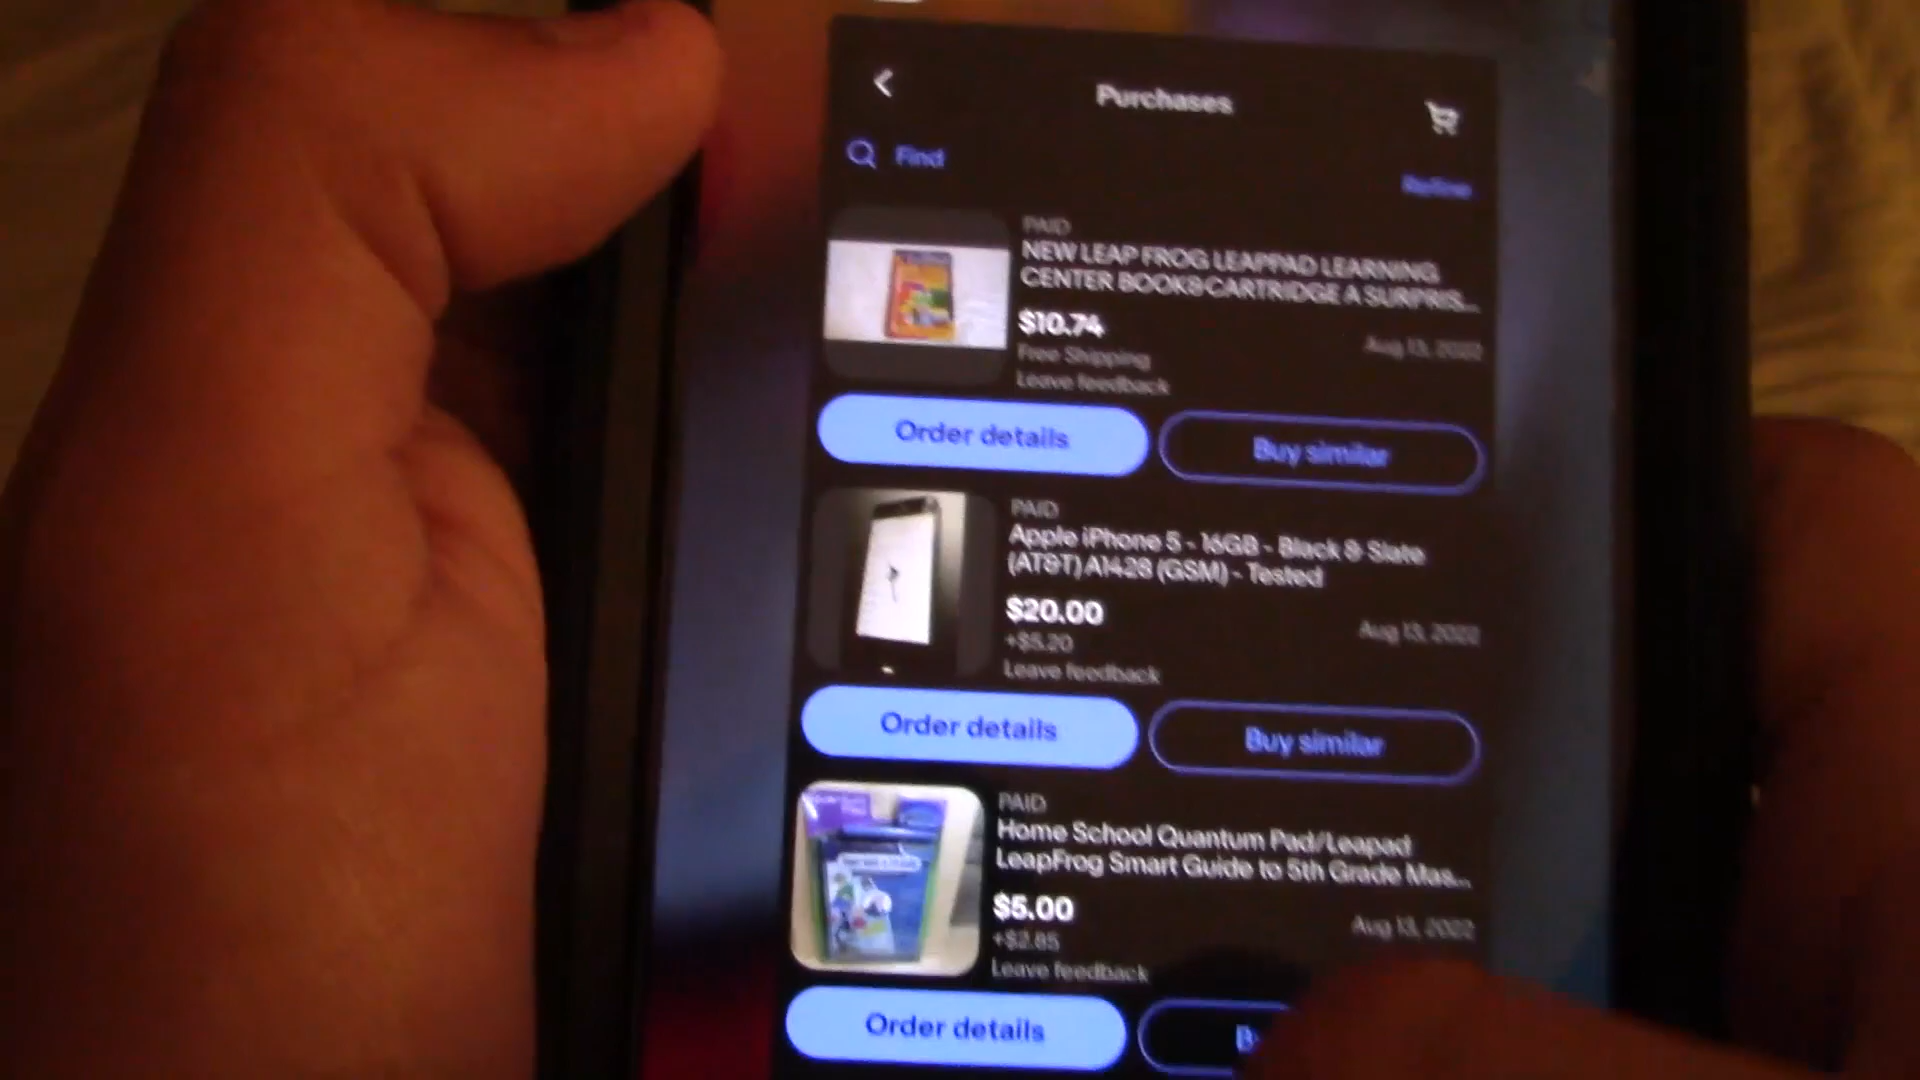 Purchases
Find
Refine
PAID
NEW LEAP FROG LEAPPAD LEARNING
CENTER BOOK&CARTRIDGE A SURPRIS...
$10.74
Free Shipping
Aug 13, 2022
Leave feedback
Order details
Buy similar
PAID
Apple iPhone 5 - 16GB - Black & Slate
(AT&T) A1428 (GSM) - Tested
$20.00
+$5.20
Aug 13, 2022
Leave feedback
Order details
Buy similar
PAID
Home School Quantum Pad/Leapad
LeapFrog Smart Guide to 5th Grade Mas...
$5.00
+$2.85
Aug 13, 2022
Leave feedback
Order details